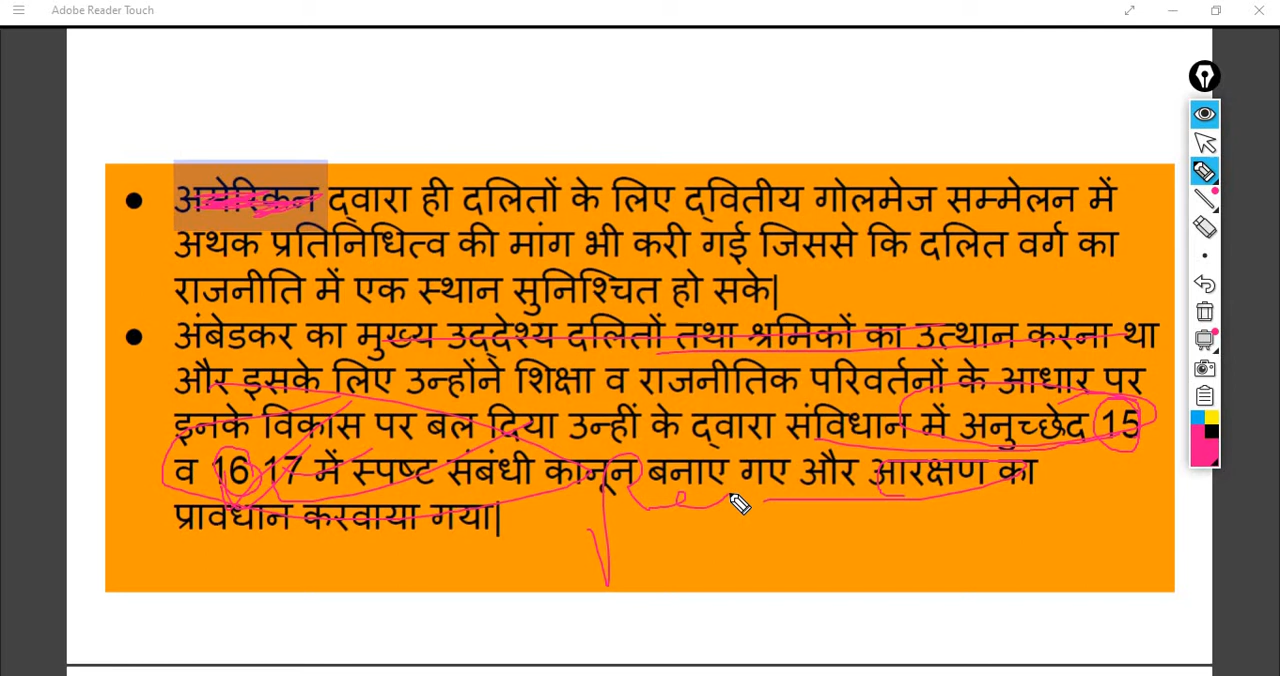 Adobe Reader Touch
● अमेरिकन द्वारा ही दलितों के लिए द्वितीय गोलमेज सम्मेलन में
अथक प्रतिनिधित्व की मांग भी करी गई जिससे कि दलित वर्ग का
राजनीति में एक स्थान सुनिश्चित हो सके|
● अंबेडकर का मुख्य उद्देश्य दलितों तथा श्रमिकों का उत्थान करना था
और इसके लिए उन्होंने शिक्षा व राजनीतिक परिवर्तनों के आधार पर
इनके विकास पर बल दिया उन्हीं के द्वारा संविधान में अनुच्छेद 15
व 16 17 में स्पष्ट संबंधी कानून बनाए गए और आरक्षण का
प्रावधान करवाया गया|